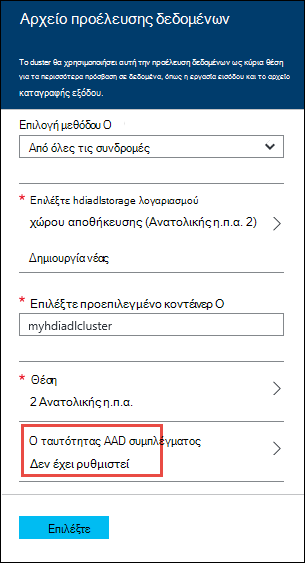 Αρχείο προέλευσης δεδομένων
Το duster θα χρησιμοποιήσει αυτή την προέλευση δεδομένων ως κύρια θέση
για τα περισσότερα πρόσβαση σε δεδομένα, όπως η εργασία εισόδου και το αρχείο
καταγραφής εξόδου.
Επιλογή μεθόδου Ο
Από όλες τις συνδρομές
* Επιλέξτε hdiadlstorage λογαριασμού
χώρου αποθήκευσης (Ανατολικής η.π.α. 2)
Δημιουργία νέας
* Επιλέξτε προεπιλεγμένο κοντέινερ Ο
myhdiadlcluster
* Θέση
2 Ανατολικής η.π.α.
Ο ταυτότητας AAD συμπλέγματος
Δεν έχει ρυθμιστεί
Επιλέξτε